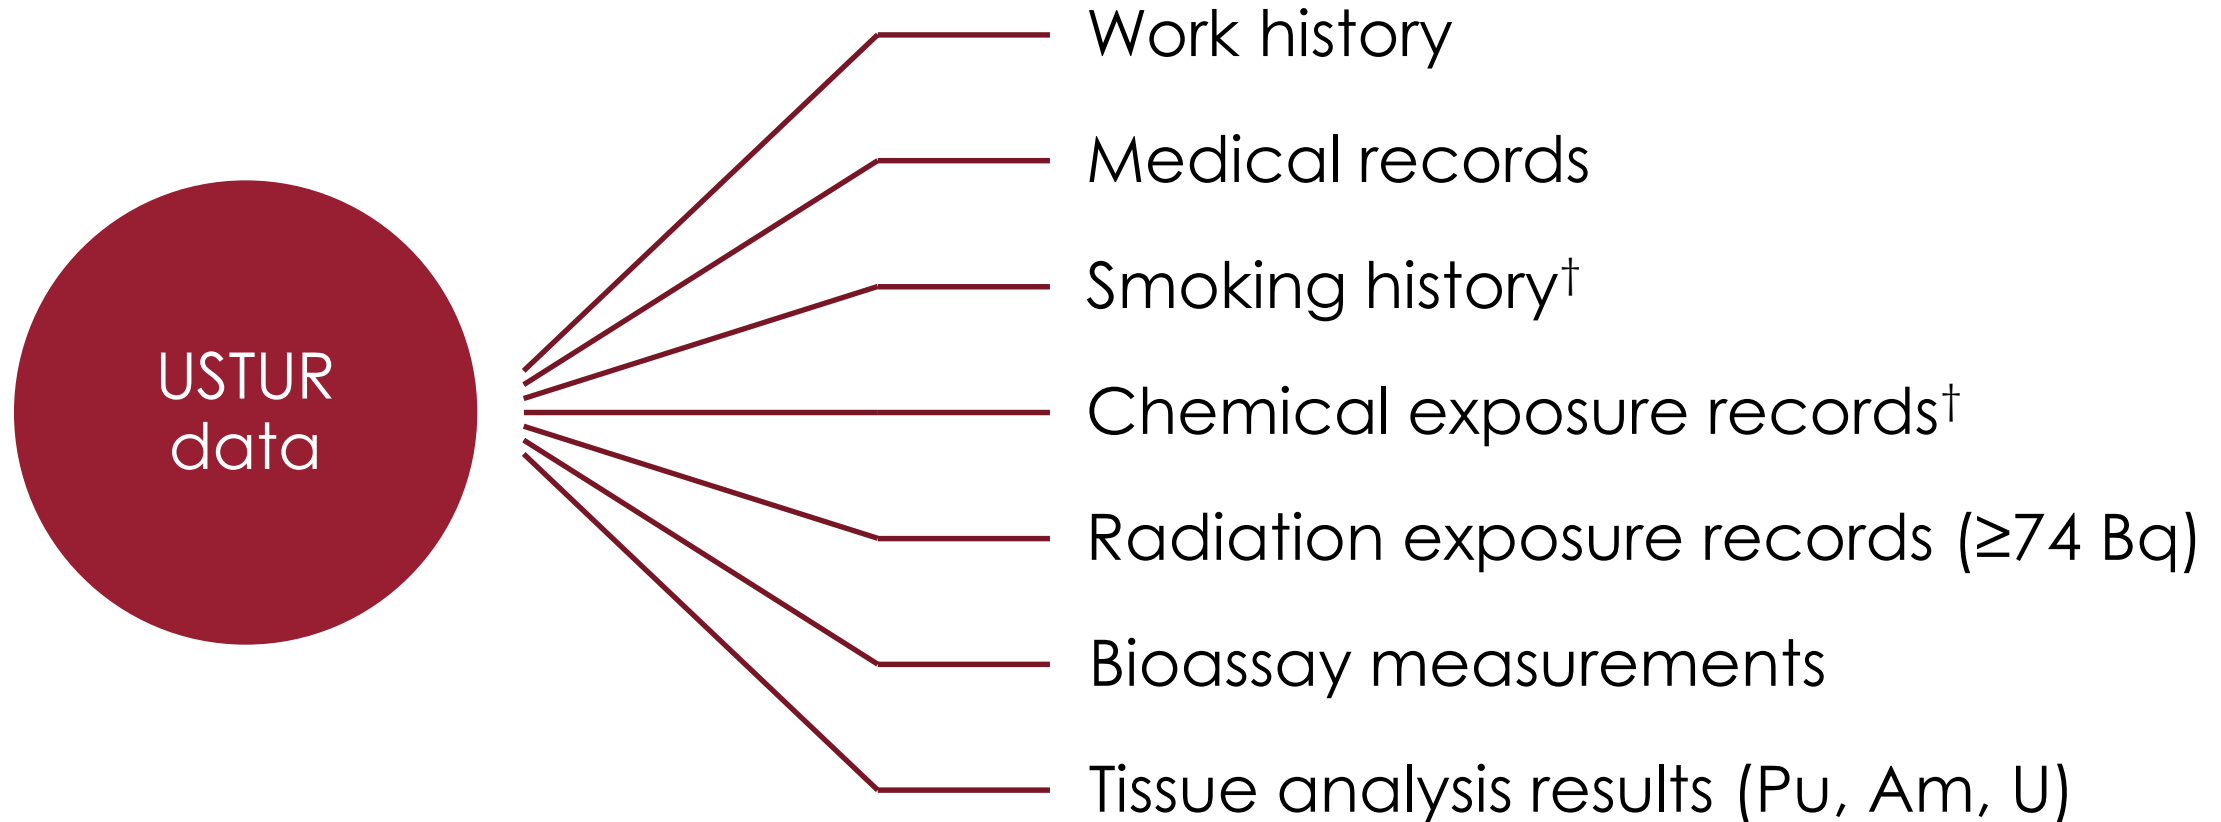 USTUR
data
Work history
Medical records
Smoking history†
Chemical exposure records†
Radiation exposure records (≥74 Bq)
Bioassay measurements
Tissue analysis results (Pu, Am, U)